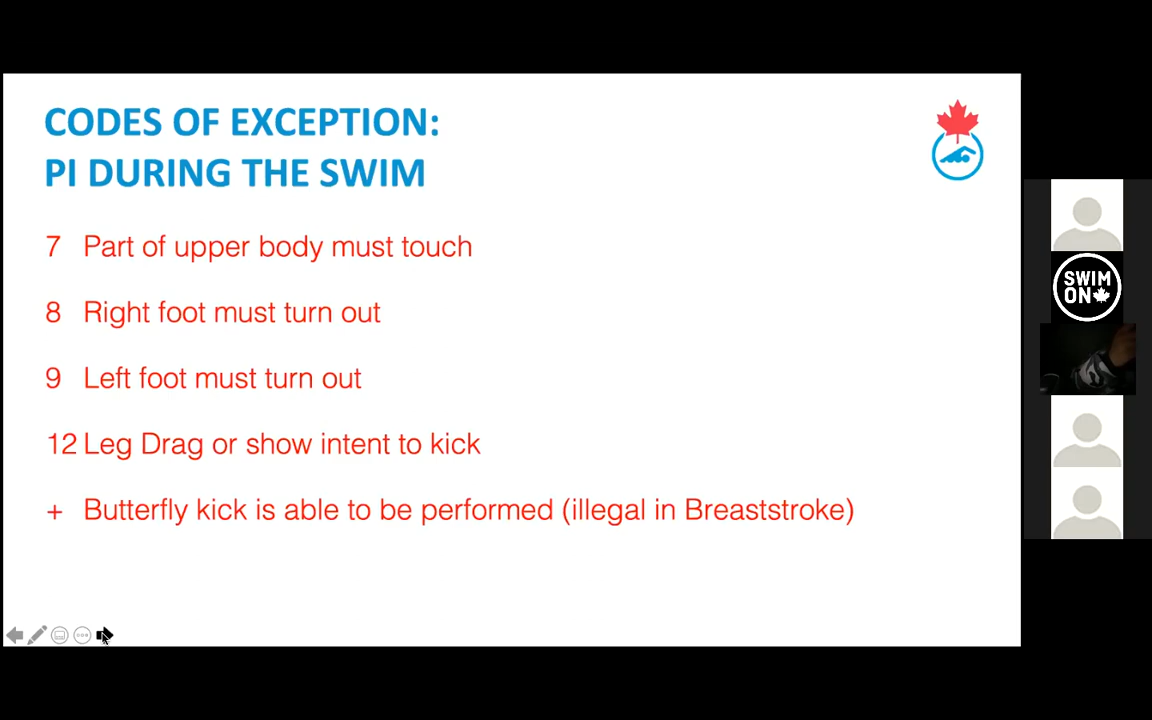 CODES OF EXCEPTION:
PI DURING THE SWIM
7 Part of upper body must touch
8 Right foot must turn out
9 Left foot must turn out
12 Leg Drag or show intent to kick
+ Butterfly kick is able to be performed (illegal in Breaststroke)
SWIM
ON